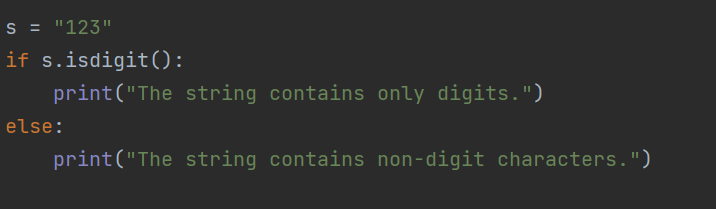 s = "123"
if s.isdigit():
    print("The string contains only digits.")
else:
    print("The string contains non-digit characters.")